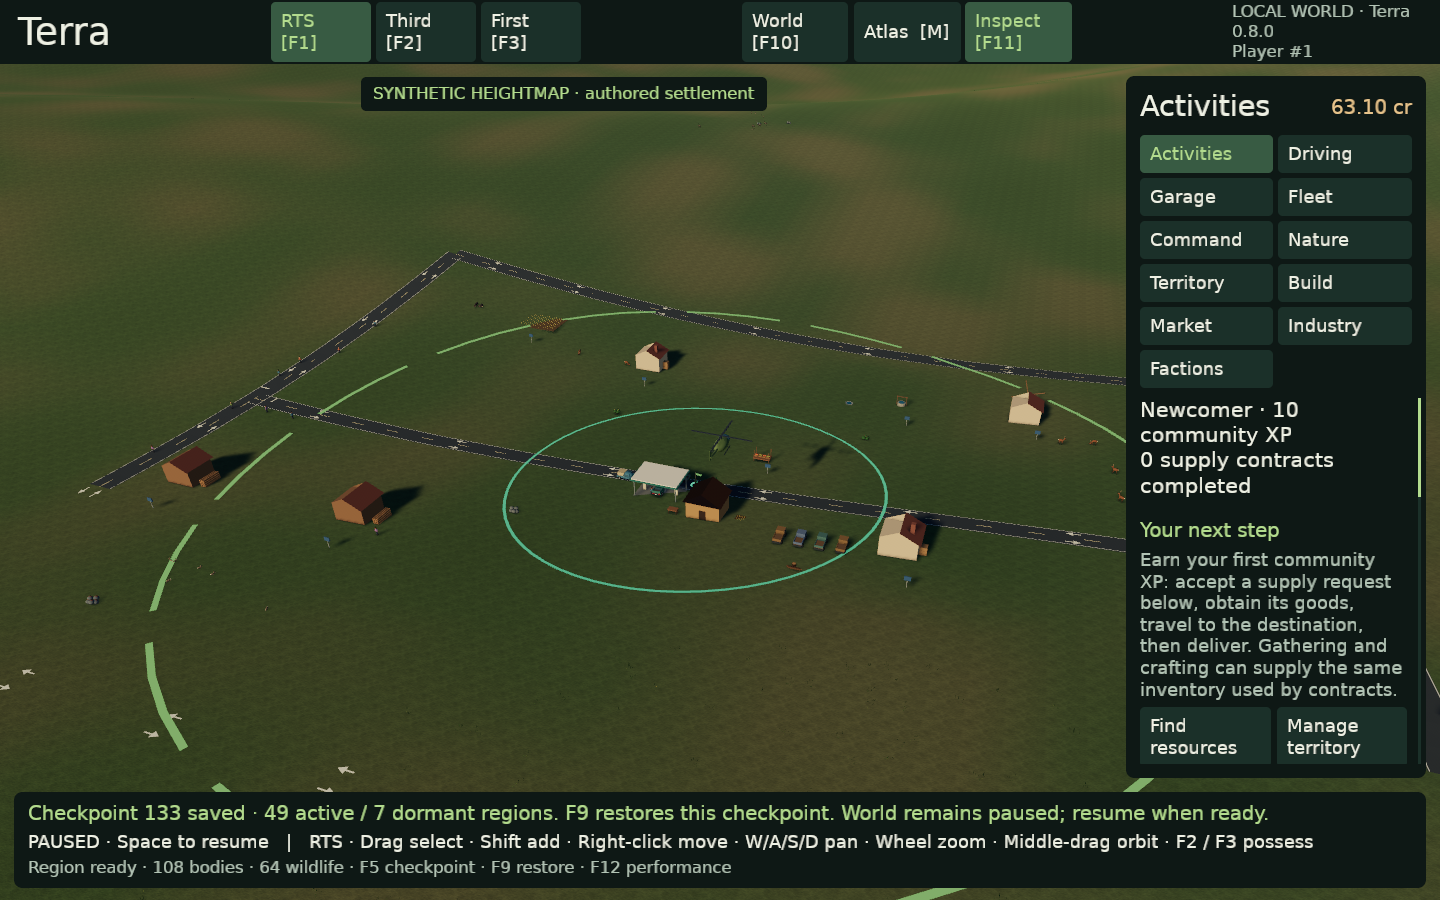 Terra
RTS
[F1]
Third
[F2]
First
[F3]
World
[F10]
Atlas [M]
Inspect
[F11]
LOCAL WORLD · Terra
0.8.0
Player #1
SYNTHETIC HEIGHTMAP · authored settlement
Activities
63.10 cr
Activities
Driving
Garage
Fleet
Command
Nature
Territory
Build
Market
Industry
Factions
Newcomer · 10
community XP
0 supply contracts
completed
Your next step
Earn your first community
XP: accept a supply request
below, obtain its goods,
travel to the destination,
then deliver. Gathering and
crafting can supply the same
inventory used by contracts.
Find
resources
Manage
territory
Checkpoint 133 saved · 49 active / 7 dormant regions. F9 restores this checkpoint. World remains paused; resume when ready.
PAUSED · Space to resume | RTS · Drag select · Shift add · Right-click move · W/A/S/D pan · Wheel zoom · Middle-drag orbit · F2 / F3 possess
Region ready · 108 bodies · 64 wildlife · F5 checkpoint · F9 restore · F12 performance